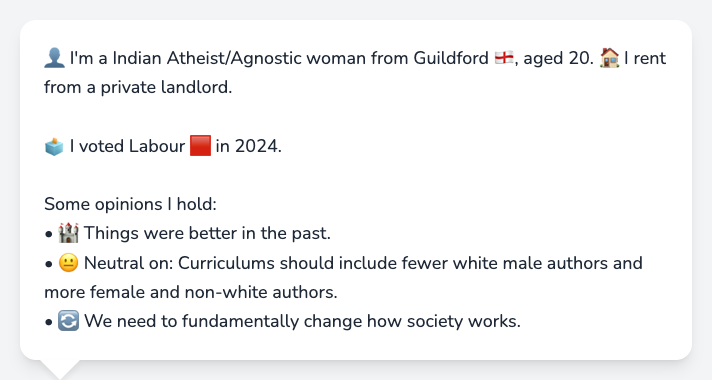 👤 I'm a Indian Atheist/Agnostic woman from Guildford 🏴󠁧󠁢󠁥󠁮󠁧󠁿, aged 20. 🏠 I rent
from a private landlord.
🗳️ I voted Labour 🟥 in 2024.
Some opinions I hold:
• 🏰 Things were better in the past.
• 😐 Neutral on: Curriculums should include fewer white male authors and
more female and non-white authors.
• 🔄 We need to fundamentally change how society works.